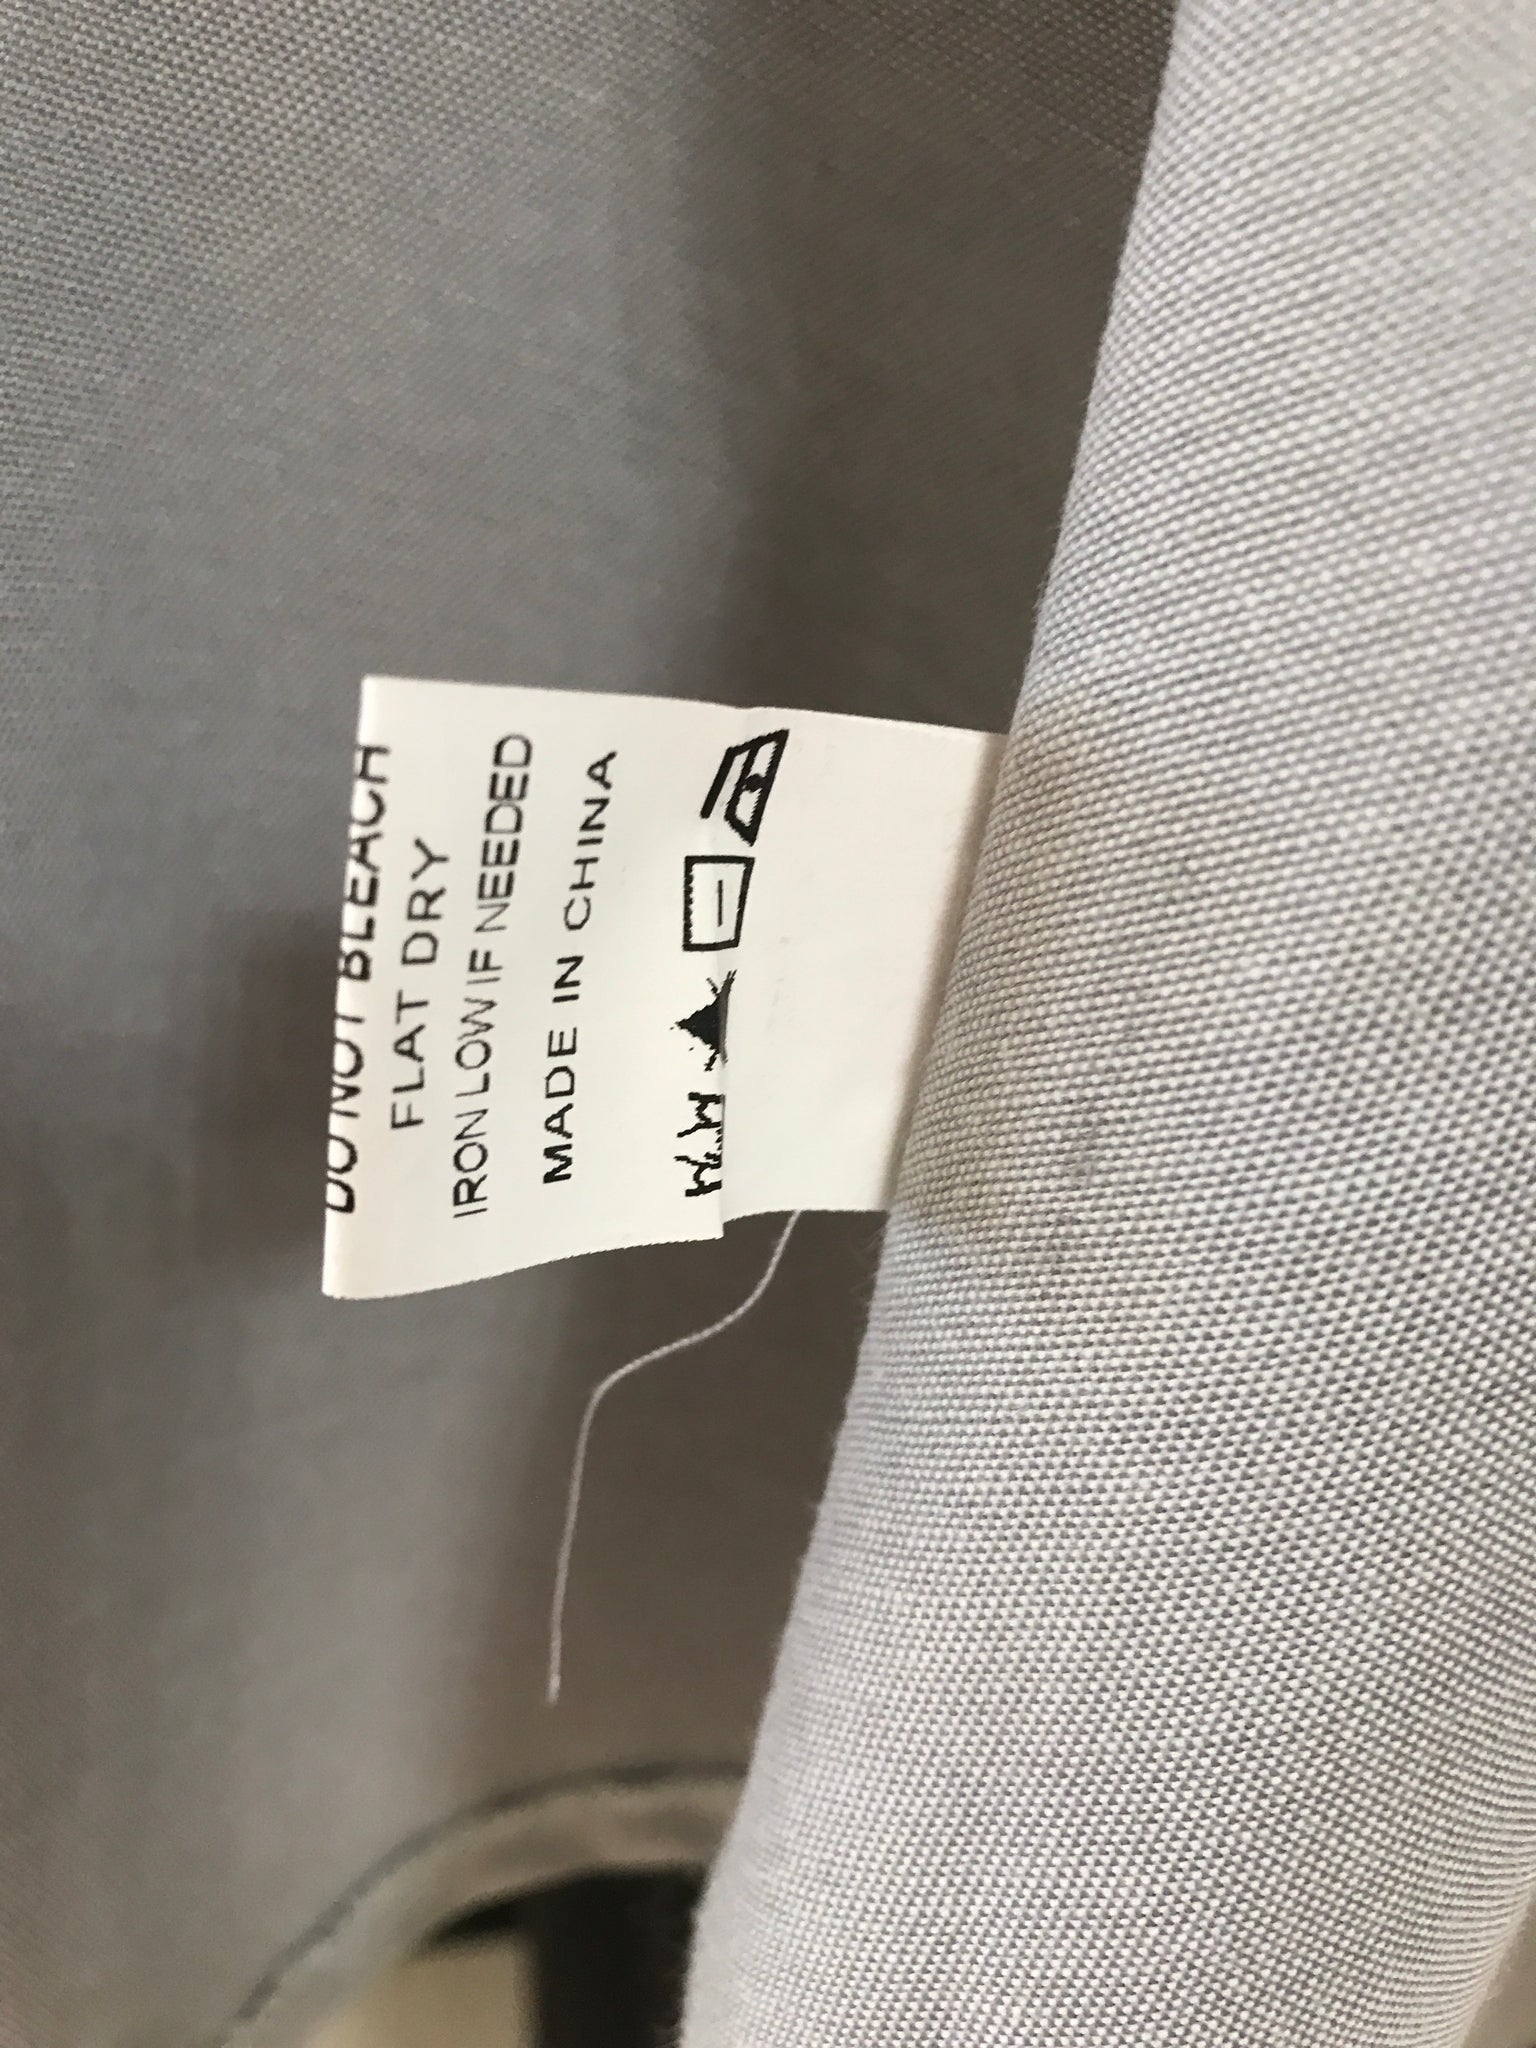 DO NOT BLEACH
FLAT DRY
IRON LOW IF NEEDED
MADE IN CHINA